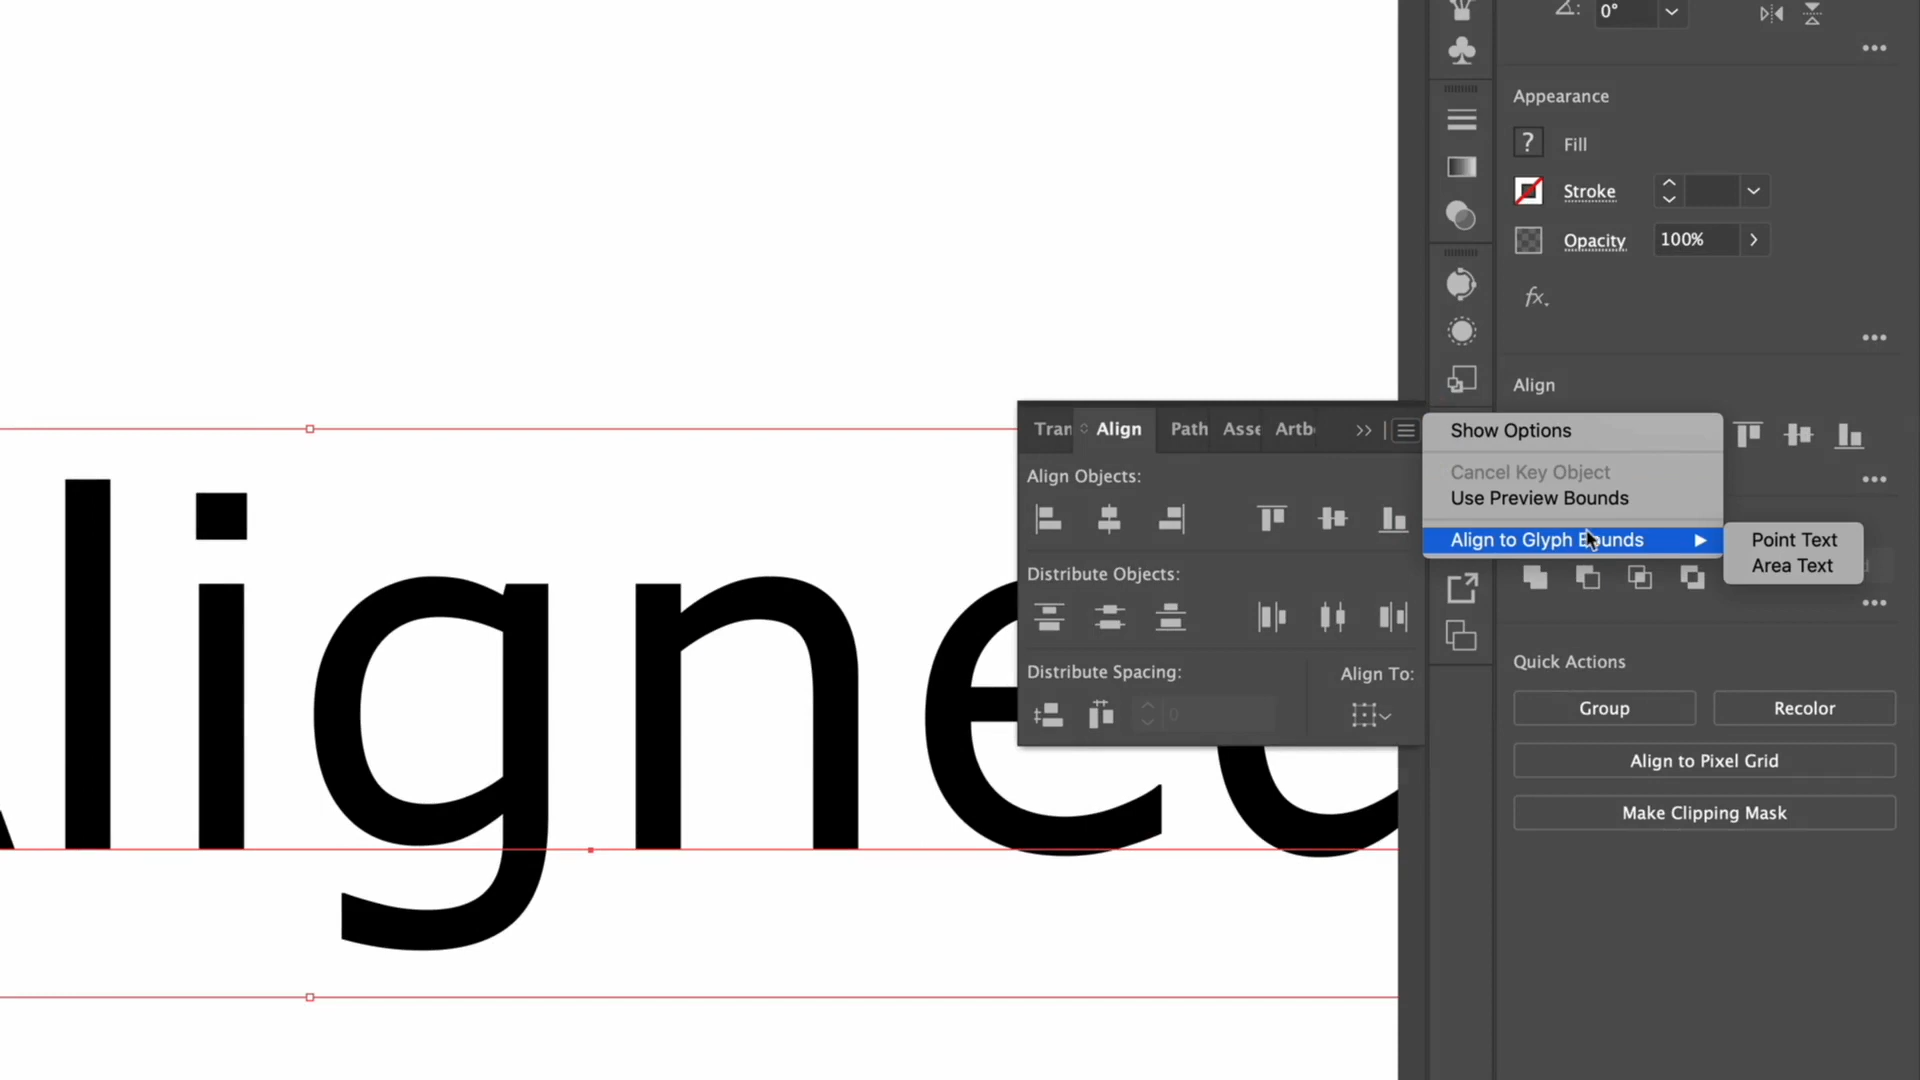 0°
Appearance
? Fill
Stroke
Opacity 100%
fx.
Align
Tran Align Path Asse Artb
Show Options
Cancel Key Object
Use Preview Bounds
Align to Glyph Bounds
Point Text
Area Text
Align Objects:
Distribute Objects:
Distribute Spacing:
Align To:
0
Quick Actions
Group Recolor
Align to Pixel Grid
Make Clipping Mask
ligne